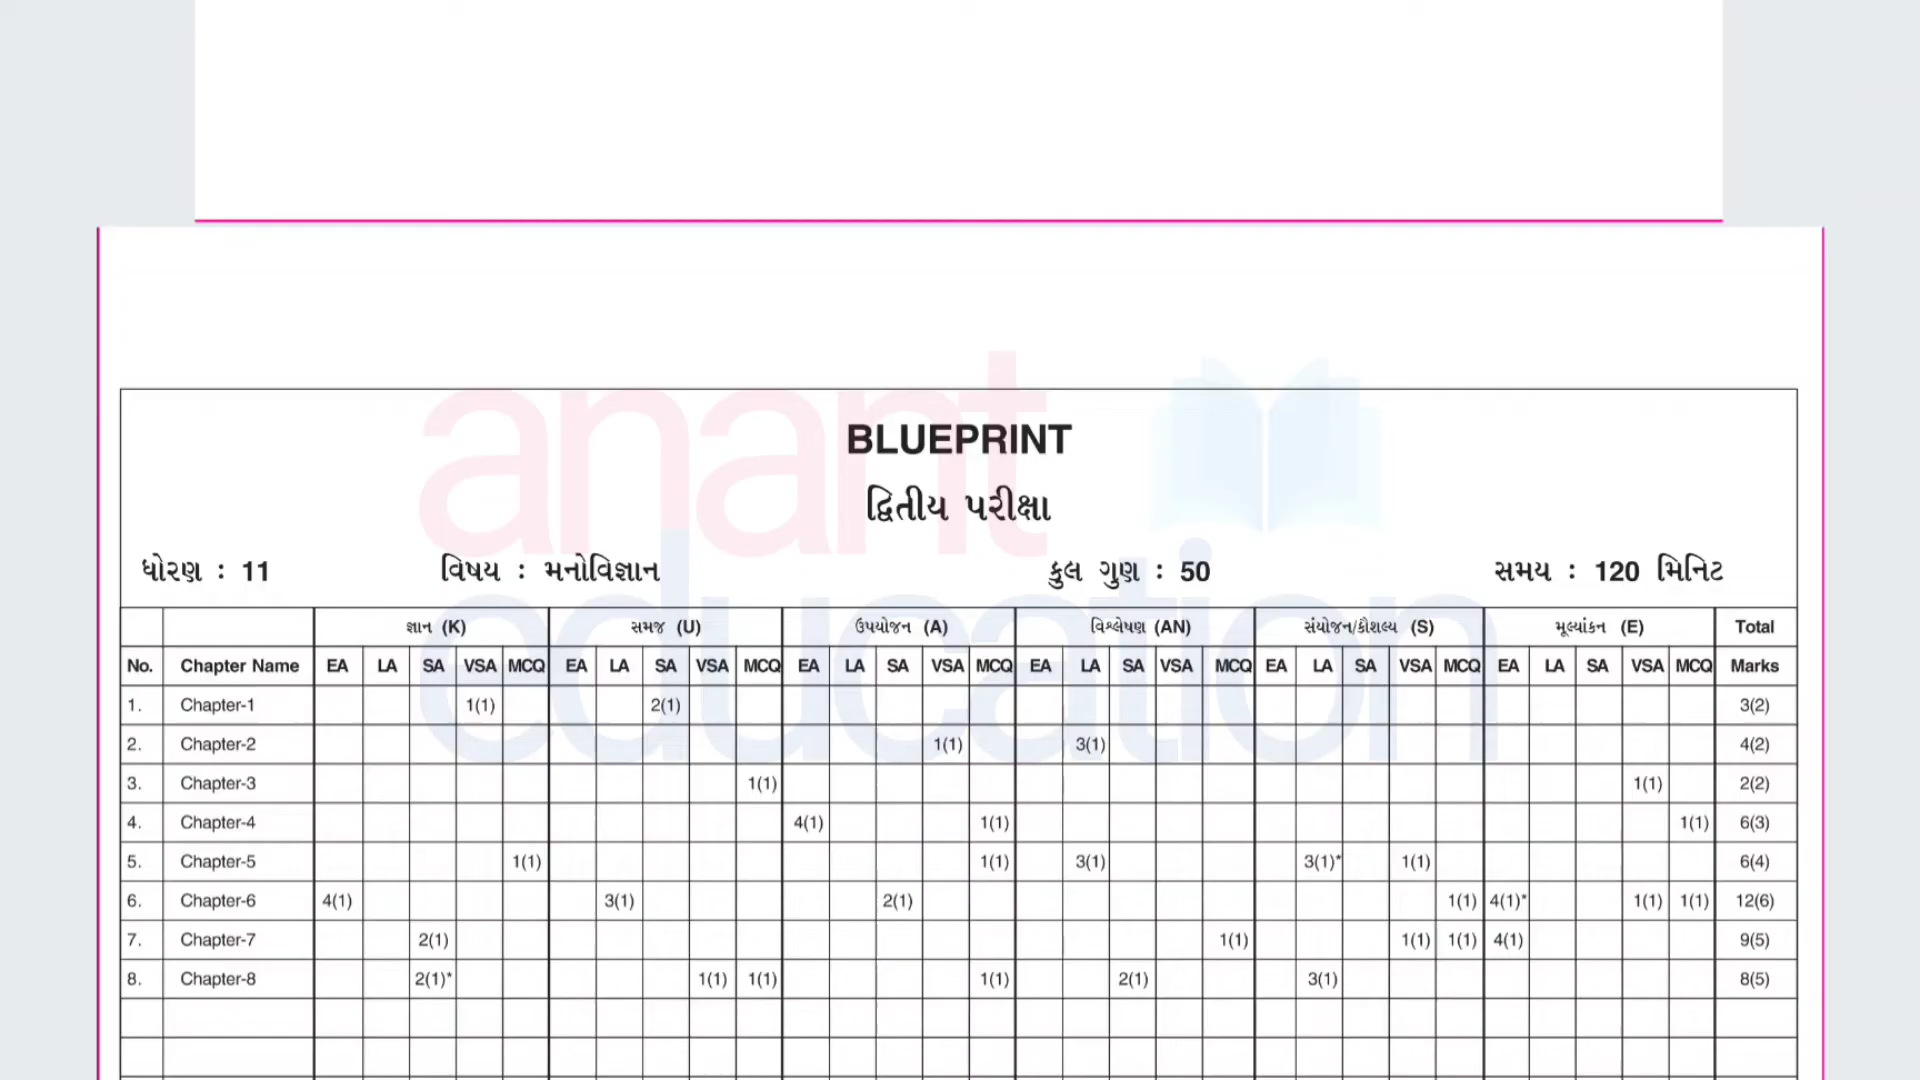 anant
education
BLUEPRINT
દ્વિતીય પરીક્ષા
ધોરણ : 11 વિષય : મનોવિજ્ઞાન કુલ ગુણ : 50 સમય : 120 મિનિટ
જ્ઞાન (K) સમજ (U) ઉપયોજન (A) વિશ્લેષણ (AN) સંયોજન/કૌશલ્ય (S) મૂલ્યાંકન (E) Total
No. Chapter Name EA LA SA VSA MCQ EA LA SA VSA MCQ EA LA SA VSA MCQ EA LA SA VSA MCQ EA LA SA VSA MCQ EA LA SA VSA MCQ Marks
1. Chapter-1 1(1) 2(1) 3(2)
2. Chapter-2 1(1) 3(1) 4(2)
3. Chapter-3 1(1) 1(1) 2(2)
4. Chapter-4 4(1) 1(1) 1(1) 6(3)
5. Chapter-5 1(1) 1(1) 3(1) 3(1)* 1(1) 6(4)
6. Chapter-6 4(1) 3(1) 2(1) 1(1) 4(1)* 1(1) 1(1) 12(6)
7. Chapter-7 2(1) 1(1) 1(1) 1(1) 4(1) 9(5)
8. Chapter-8 2(1)* 1(1) 1(1) 1(1) 2(1) 3(1) 8(5)